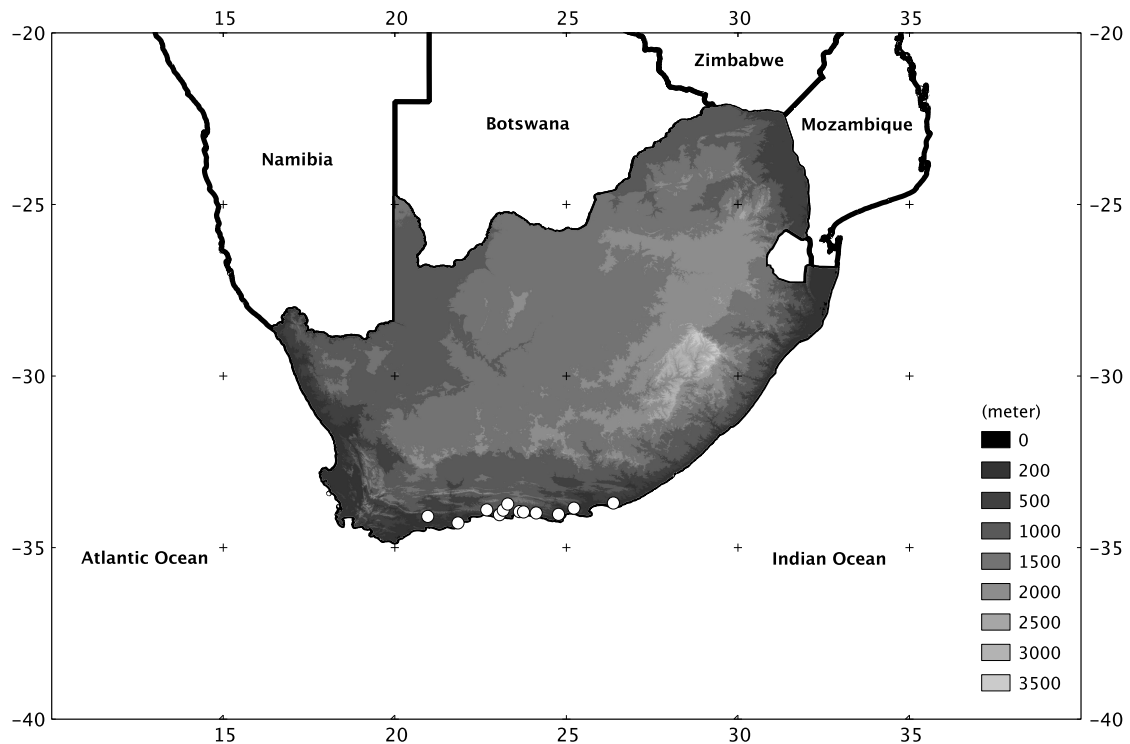 15 20 25 30 35
-20 -20
Zimbabwe
Botswana
Mozambique
Namibia
-25 -25
-30 -30
(meter)
0
200
500
1000
1500
2000
2500
3000
3500
-35 -35
Atlantic Ocean
Indian Ocean
-40 -40
15 20 25 30 35